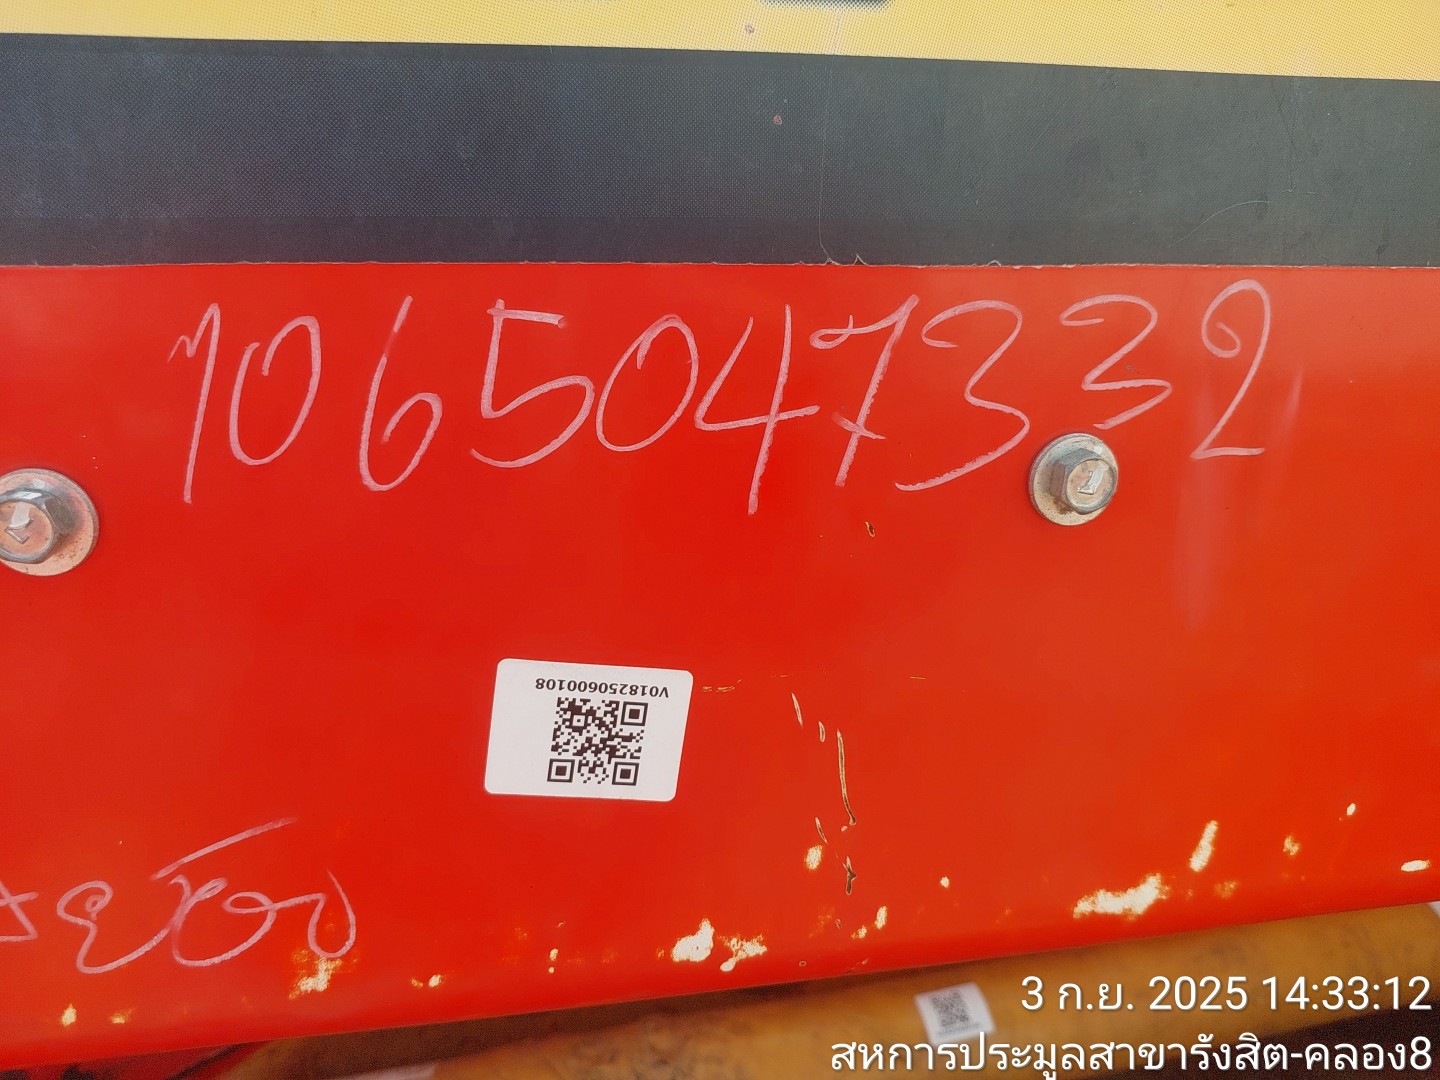 1065047332
V0182506000108
3 ก.ย. 2025 14:33:12
สหการประมูลสาขารังสิต-คลอง8